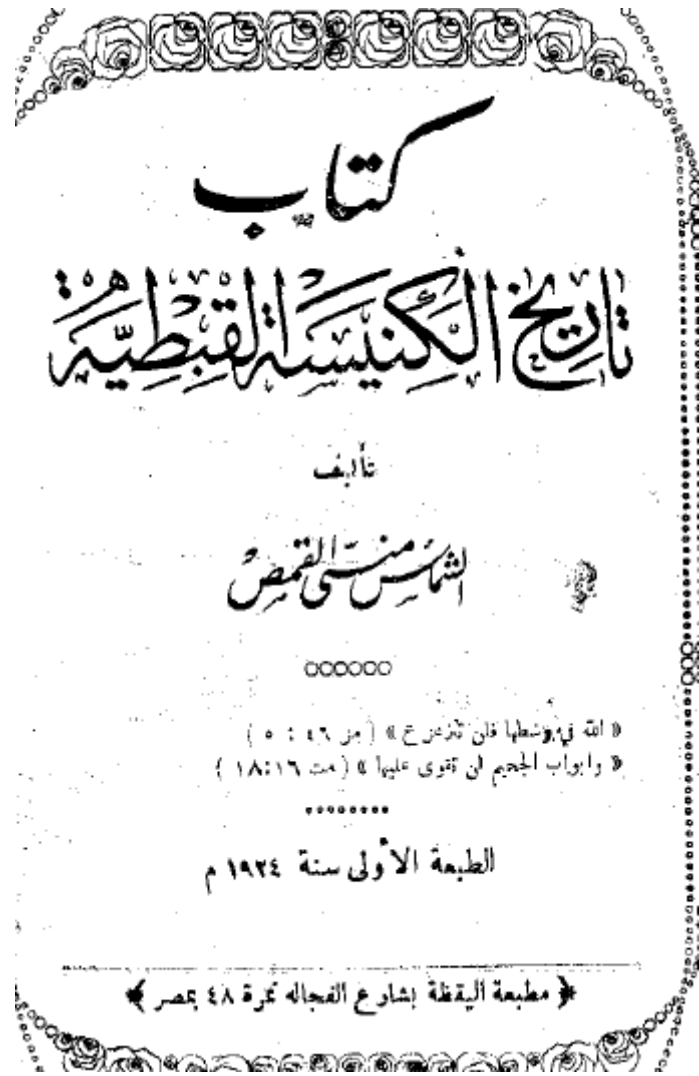 كتاب
تاريخ الكنيسة القبطية
تأليف
الشماس منسى القمص
« الله في وسطها فلن تتزعزع » ( مز ٤٦ : ٥ )
« وابواب الجحيم لن تقوى عليها » ( مت ١٦:١٨ )
الطبعة الأولى سنة ١٩٢٤ م
مطبعة اليقظة بشارع الفجاله نمرة ٤٨ بمصر